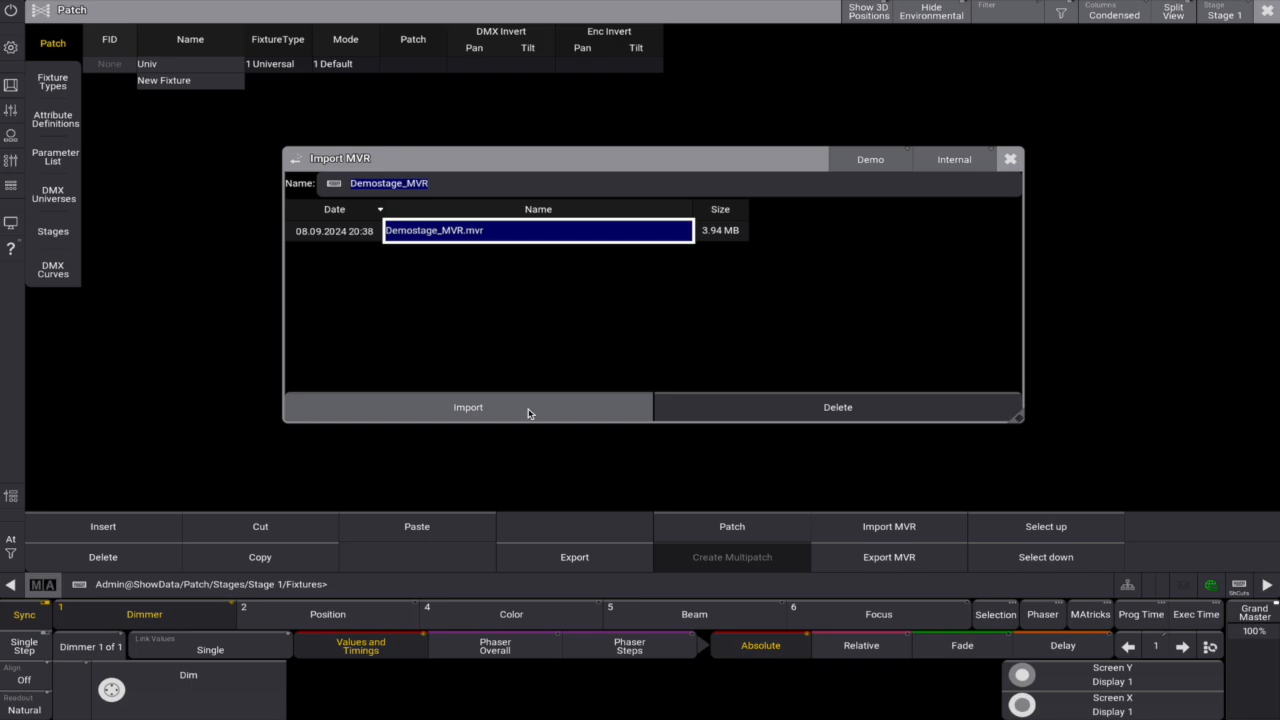 Patch
Show 3D
Positions
Hide
Environmental
Filter
Columns
Condensed
Split
View
Stage
Stage 1
Patch
Fixture
Types
Attribute
Definitions
Parameter
List
DMX
Universes
Stages
DMX
Curves
?
At
FID
Name
FixtureType
Mode
Patch
DMX Invert
Pan
Tilt
Enc Invert
Pan
Tilt
None
Univ
1 Universal
1 Default
New Fixture
Import MVR
Demo
Internal
Name:
Demostage_MVR
Date
Name
Size
08.09.2024 20:38
Demostage_MVR.mvr
3.94 MB
Import
Delete
Insert
Cut
Paste
Patch
Import MVR
Select up
Delete
Copy
Export
Create Multipatch
Export MVR
Select down
MA
Admin@ShowData/Patch/Stages/Stage 1/Fixtures>
ShCuts
Sync
1
Dimmer
2
Position
4
Color
5
Beam
6
Focus
Selection
Phaser
MAtricks
Prog Time
Exec Time
Grand
Master
100%
Single
Step
Dimmer 1 of 1
Link Values
Single
Values and
Timings
Phaser
Overall
Phaser
Steps
Absolute
Relative
Fade
Delay
1
Align
Off
Readout
Natural
Dim
Screen Y
Display 1
Screen X
Display 1